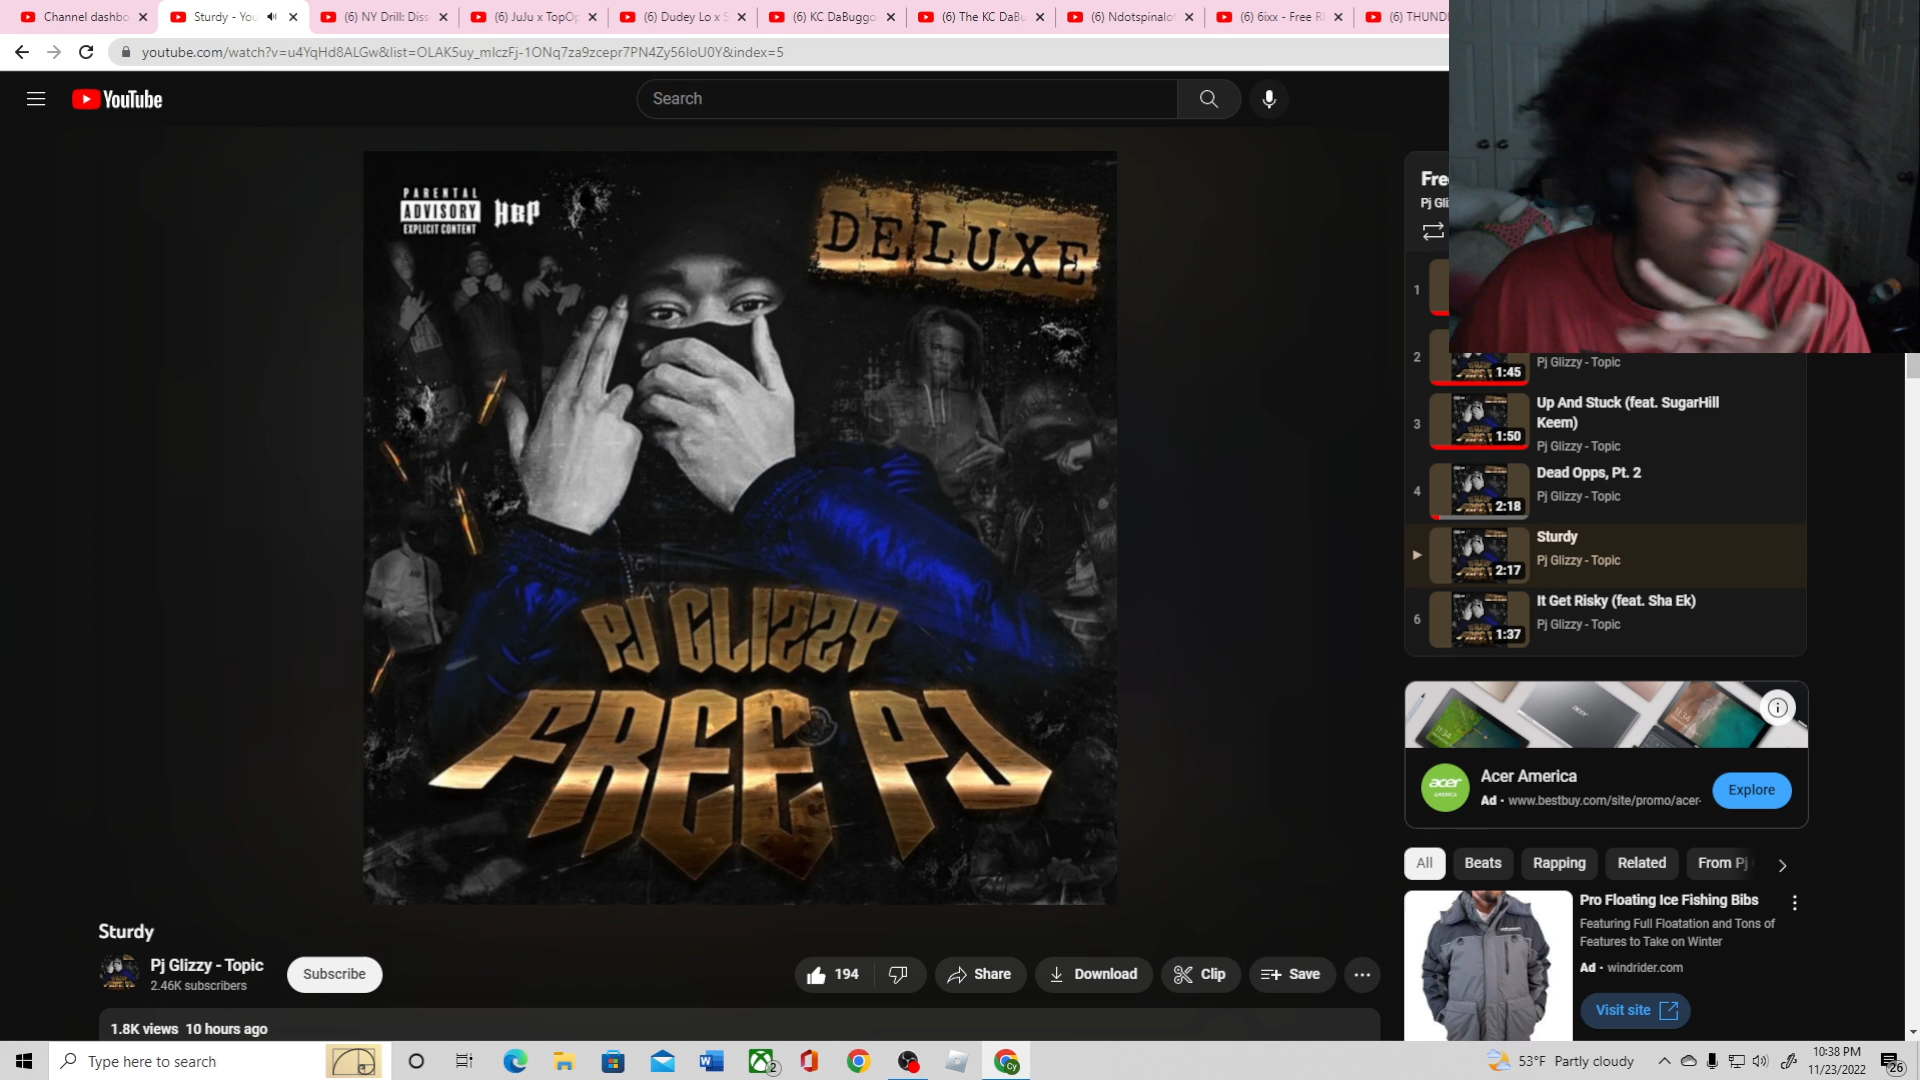 Channel dashbo
Sturdy - You
(6) NY Drill: Diss
(6) JuJu x TopOp
(6) Dudey Lo x S
(6) KC DaBuggo
(6) The KC DaBu
(6) Ndotspinalo
(6) 6ixx - Free R
(6) THUND
youtube.com/watch?v=u4YqHd8ALGw&list=OLAK5uy_mlczFj-1ONq7za9zcepr7PN4Zy56IoU0Y&index=5
YouTube
Search
PARENTAL
ADVISORY
EXPLICIT CONTENT
HBP
DELUXE
PJ GLIZZY
FREE PJ
Fre
Pj Gli
1
2
1:45
Pj Glizzy - Topic
3
1:50
Up And Stuck (feat. SugarHill
Keem)
Pj Glizzy - Topic
4
2:18
Dead Opps, Pt. 2
Pj Glizzy - Topic
2:17
Sturdy
Pj Glizzy - Topic
6
1:37
It Get Risky (feat. Sha Ek)
Pj Glizzy - Topic
acer
AMERICA
Acer America
Ad · www.bestbuy.com/site/promo/acer-
Explore
All
Beats
Rapping
Related
From Pj
Pro Floating Ice Fishing Bibs
Featuring Full Floatation and Tons of
Features to Take on Winter
Ad · windrider.com
Visit site
Sturdy
Pj Glizzy - Topic
2.46K subscribers
Subscribe
194
Share
Download
Clip
Save
1.8K views 10 hours ago
Type here to search
2
53°F Partly cloudy
10:38 PM
11/23/2022
26